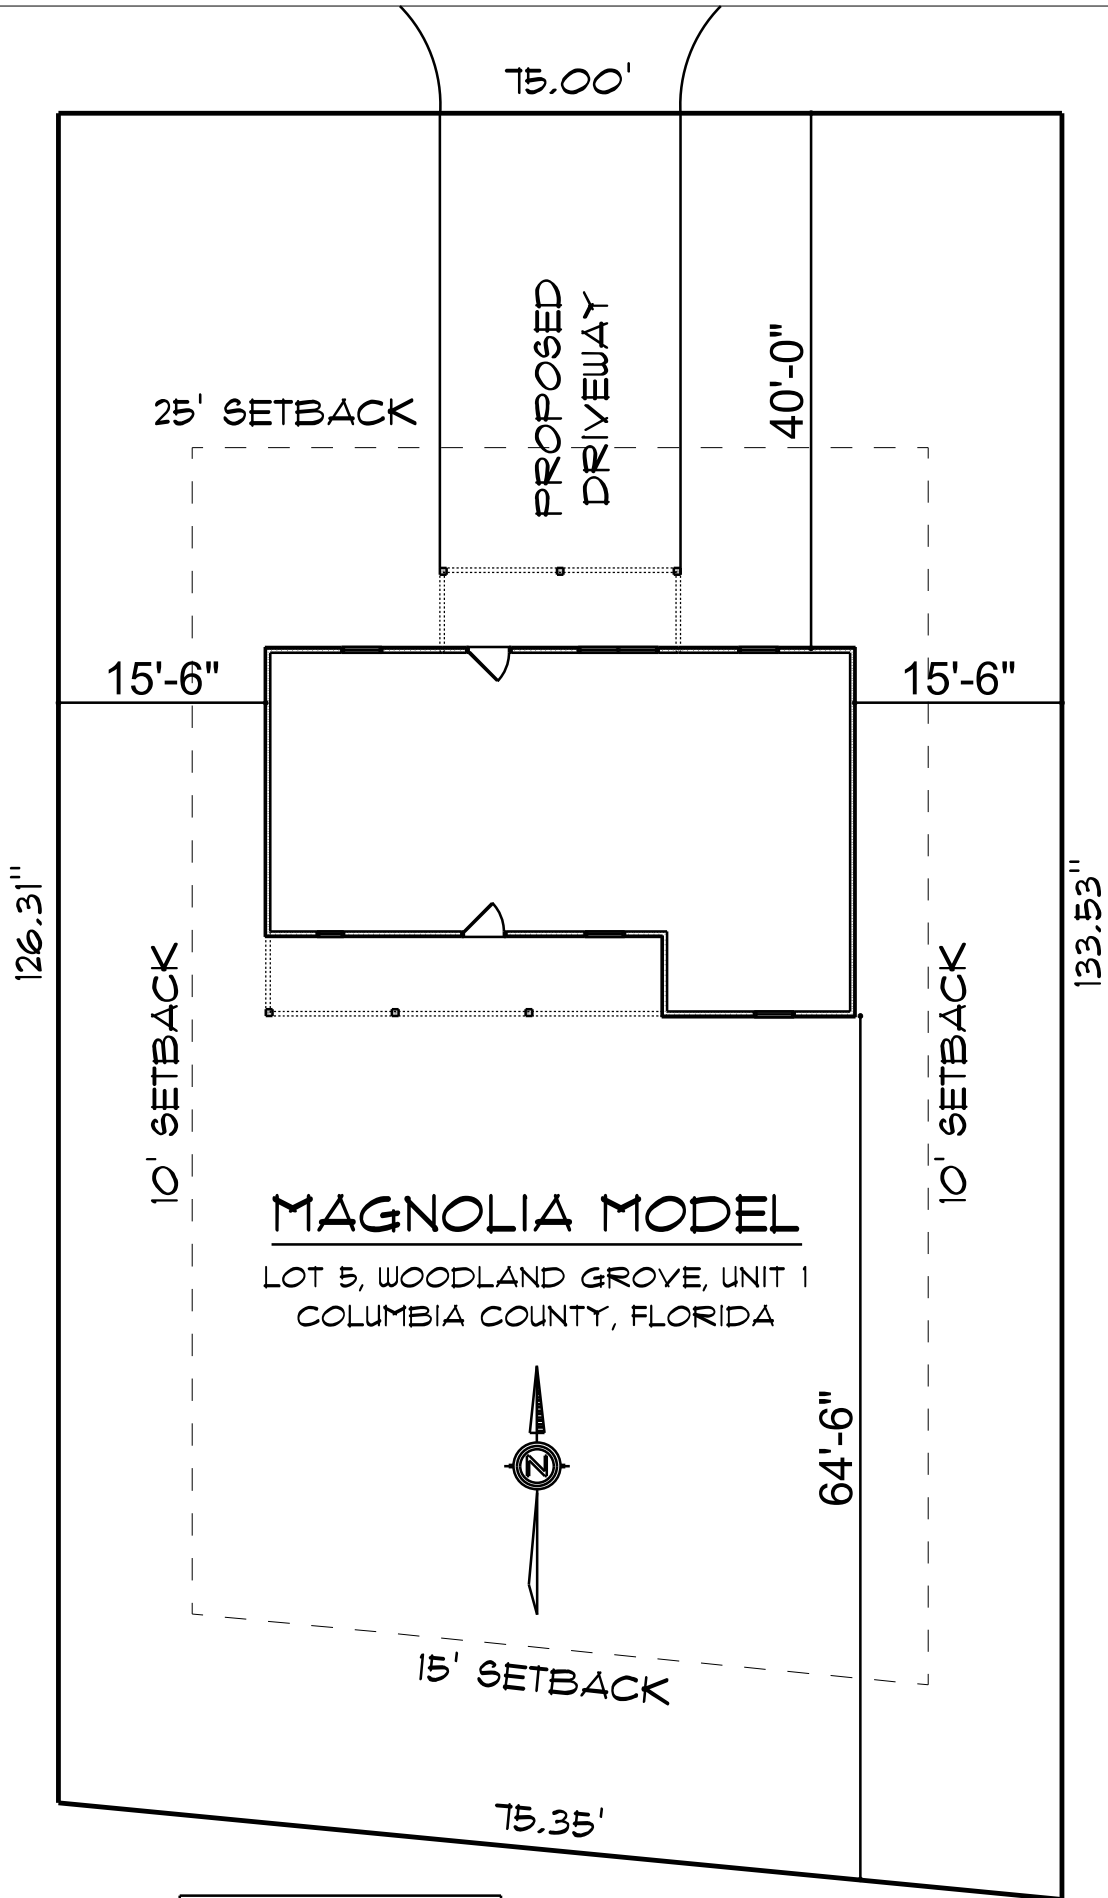 75.00'
PROPOSED
DRIVEWAY
40'-0"
25' SETBACK
15'-6"
15'-6"
126.31"
133.53"
10' SETBACK
10' SETBACK
MAGNOLIA MODEL
LOT 5, WOODLAND GROVE, UNIT 1
COLUMBIA COUNTY, FLORIDA
N
64'-6"
15' SETBACK
75.35'